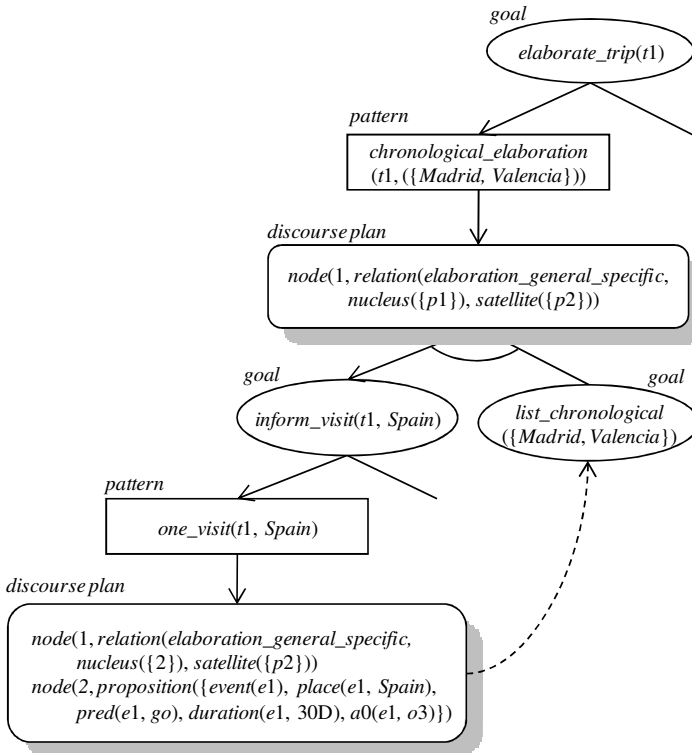 goal
elaborate_trip(t1)
pattern
chronological_elaboration
(t1, ({Madrid, Valencia}))
discourse plan
node(1, relation(elaboration_general_specific,
nucleus({p1}), satellite({p2}))
goal
inform_visit(t1, Spain)
goal
list_chronological
({Madrid, Valencia})
pattern
one_visit(t1, Spain)
discourse plan
node(1, relation(elaboration_general_specific,
nucleus({2}), satellite({p2}))
node(2, proposition({event(e1), place(e1, Spain),
pred(e1, go), duration(e1, 30D), a0(e1, o3)})